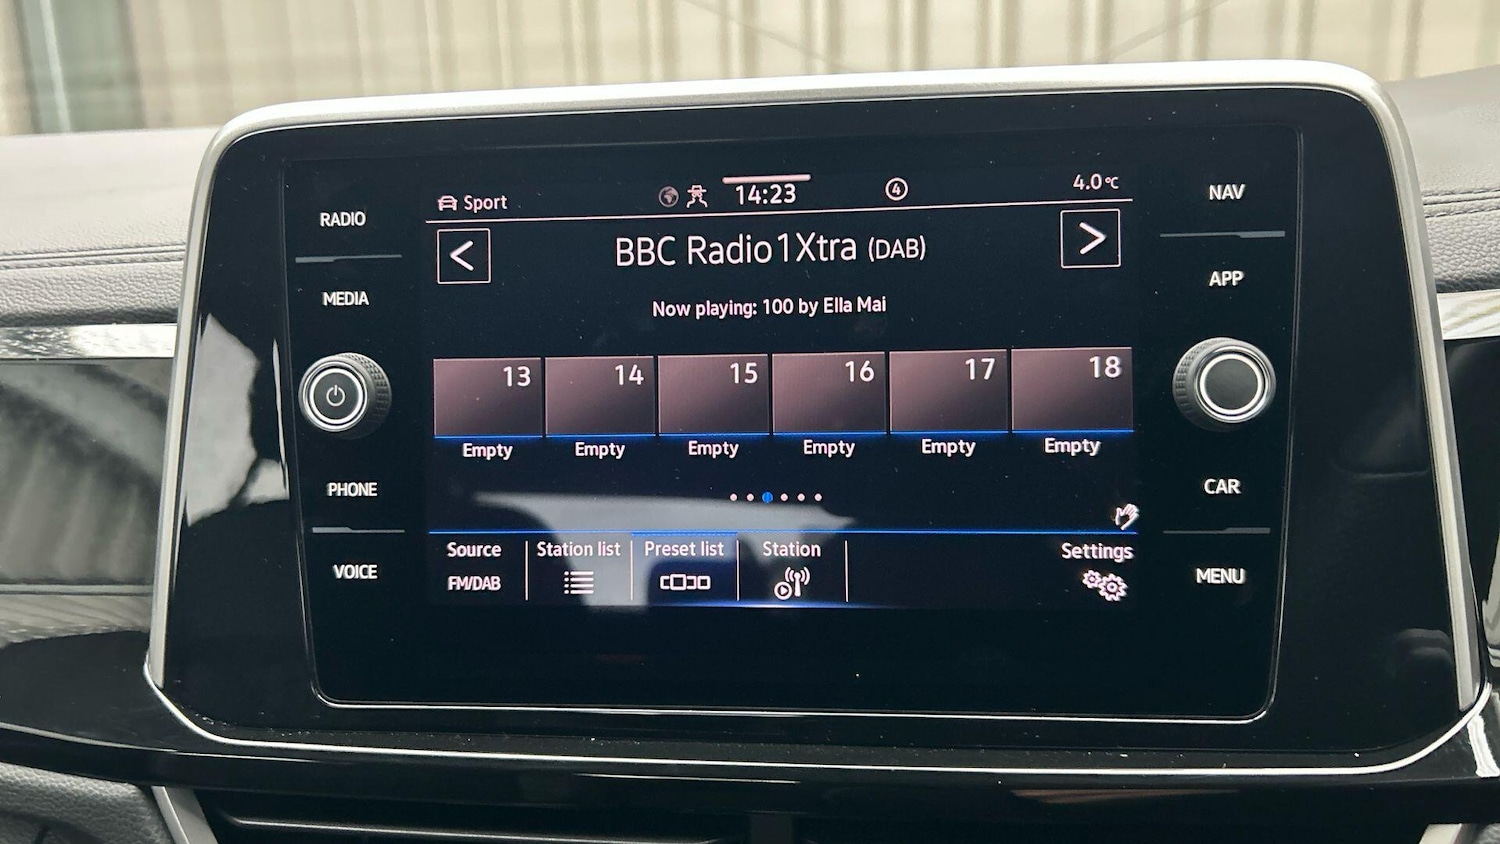 Sport 14:23 4 4.0°C
RADIO
NAV
< BBC Radio 1Xtra (DAB) >
MEDIA
APP
Now playing: 100 by Ella Mai
13 14 15 16 17 18
Empty Empty Empty Empty Empty Empty
PHONE
CAR
Source Station list Preset list Station Settings
FM/DAB
VOICE
MENU